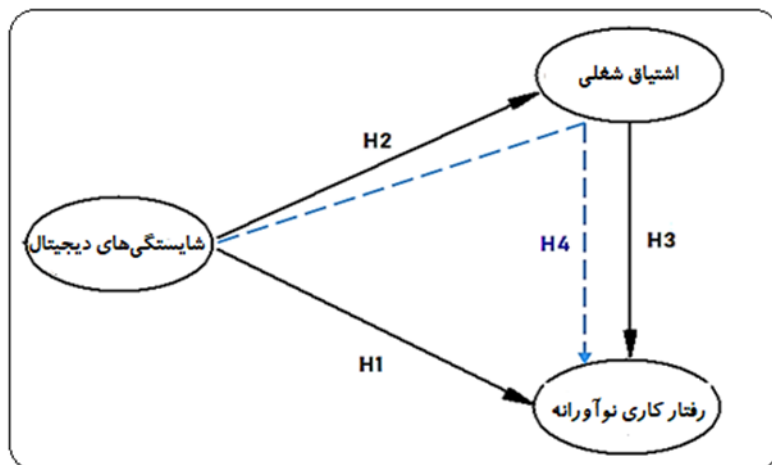 اشتیاق شغلی
H2
شایستگی‌های دیجیتال
H4
H3
H1
رفتار کاری نوآورانه